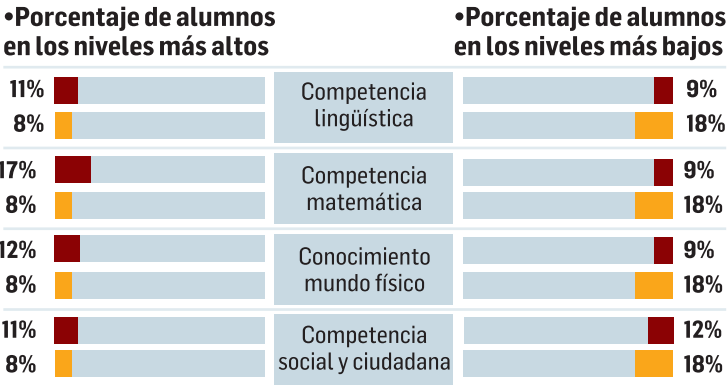 •Porcentaje de alumnos
en los niveles más altos
•Porcentaje de alumnos
en los niveles más bajos
11%
8%
Competencia
lingüística
9%
18%
17%
8%
Competencia
matemática
9%
18%
12%
8%
Conocimiento
mundo físico
9%
18%
11%
8%
Competencia
social y ciudadana
12%
18%